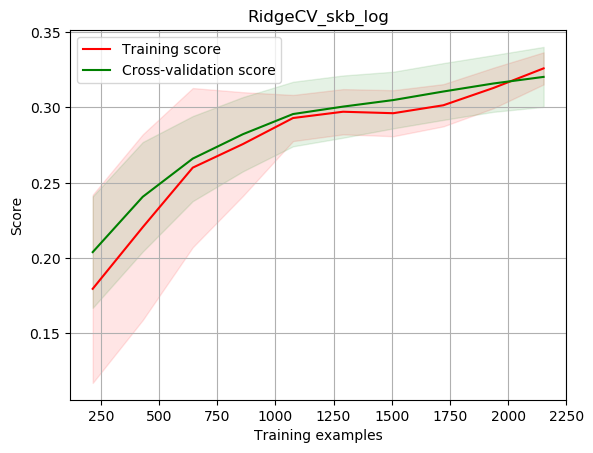 RidgeCV_skb_log
Training score
Cross-validation score
0.35
0.30
0.25
0.20
0.15
Score
250 500 750 1000 1250 1500 1750 2000 2250
Training examples